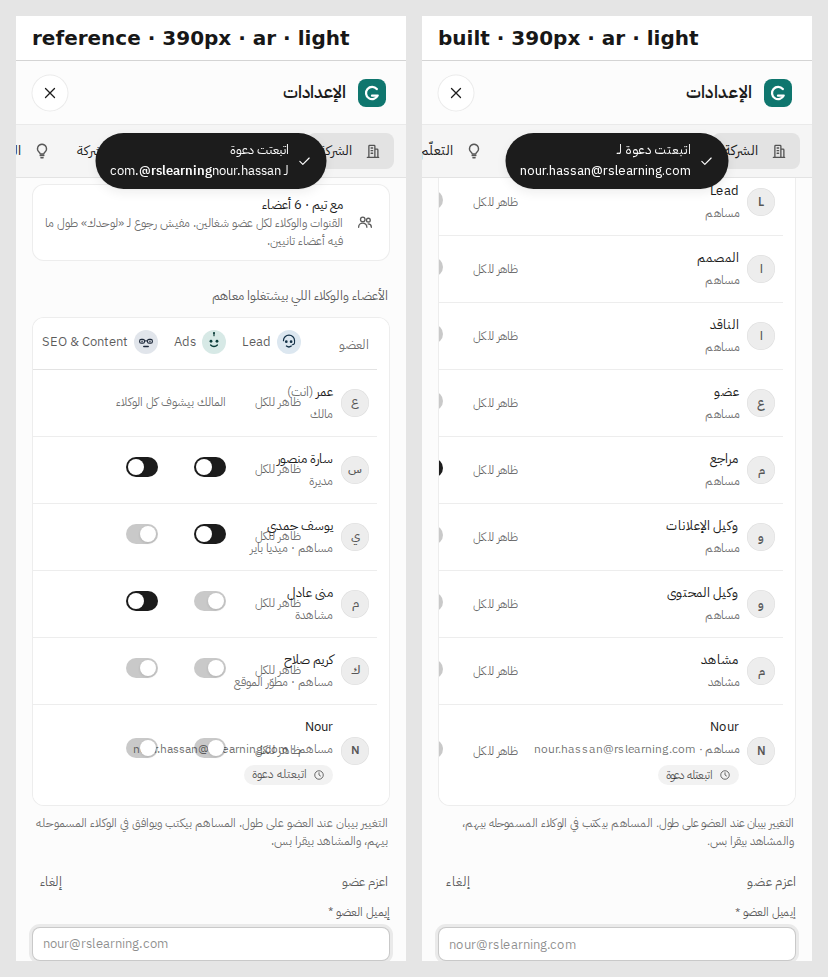 reference · 390px · ar · light
الإعدادات
الشركة
اتبعتت دعوة
لـ nour.hassan@rslearning.com
مع تيم · 6 أعضاء
القنوات والوكلاء لكل عضو شغالين. مفيش رجوع لـ «لوحدك» طول ما
فيه أعضاء تانيين.
الأعضاء والوكلاء اللي بيشتغلوا معاهم
العضو Lead Ads SEO & Content
ع عمر (انت) ظاهر للكل المالك بيشوف كل الوكلاء
مالك
س سارة منصور ظاهر للكل
مديرة
ي يوسف حمدي ظاهر للكل
مساهم · ميديا باير
م منى عادل ظاهر للكل
مشاهدة
ك كريم صلاح ظاهر للكل
مساهم · مطوّر الموقع
N Nour
مساهم ظاهر للكل
اتبعتله دعوة
التغيير بيبان عند العضو على طول. المساهم بيكتب ويوافق في الوكلاء المسموحله
بيهم، والمشاهد بيقرا بس.
اعزم عضو إلغاء
إيميل العضو *
nour@rslearning.com
built · 390px · ar · light
الإعدادات
الشركة
التعلّم
اتبعتت دعوة لـ
nour.hassan@rslearning.com
L Lead ظاهر للكل
مساهم
ا المصمم ظاهر للكل
مساهم
ا الناقد ظاهر للكل
مساهم
ع عضو ظاهر للكل
مساهم
م مراجع ظاهر للكل
مساهم
و وكيل الإعلانات ظاهر للكل
مساهم
و وكيل المحتوى ظاهر للكل
مساهم
م مشاهد ظاهر للكل
مشاهد
N Nour
مساهم · nour.hassan@rslearning.com ظاهر للكل
اتبعتله دعوة
التغيير بيبان عند العضو على طول. المساهم بيكتب في الوكلاء المسموحله بيهم،
والمشاهد بيقرا بس.
اعزم عضو إلغاء
إيميل العضو *
nour@rslearning.com